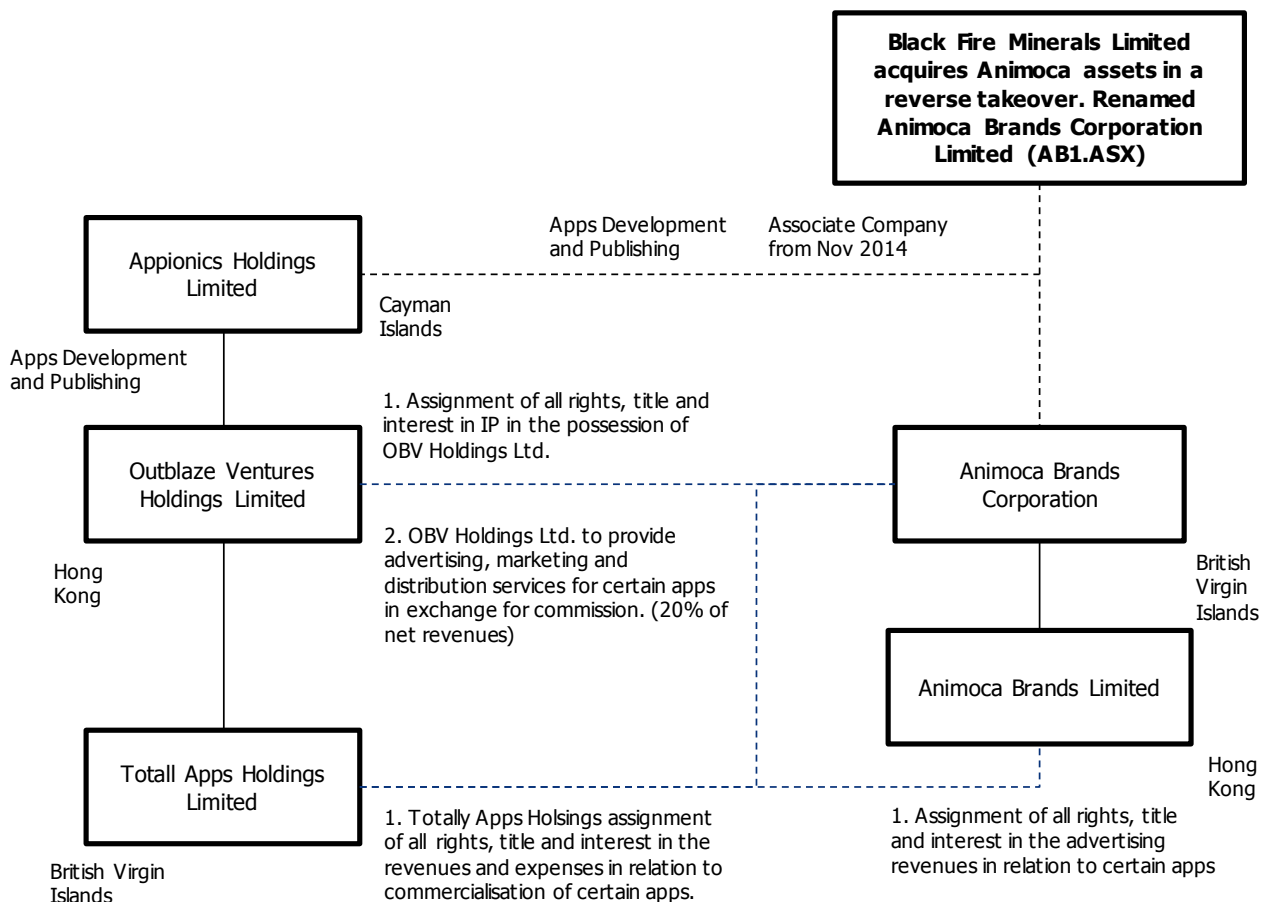 Black Fire Minerals Limited
acquires Animoca assets in a
reverse takeover. Renamed
Animoca Brands Corporation
Limited (AB1.ASX)
Apps Development
and Publishing
Associate Company
from Nov 2014
Appionics Holdings
Limited
Cayman
Islands
Apps Development
and Publishing
1. Assignment of all rights, title and
interest in IP in the possession of
OBV Holdings Ltd.
Outblaze Ventures
Holdings Limited
Animoca Brands
Corporation
2. OBV Holdings Ltd. to provide
advertising, marketing and
distribution services for certain apps
in exchange for commission. (20% of
net revenues)
Hong
Kong
British
Virgin
Islands
Animoca Brands Limited
Totall Apps Holdings
Limited
Hong
Kong
1. Totally Apps Holsings assignment
of all rights, title and interest in the
revenues and expenses in relation to
commercialisation of certain apps.
1. Assignment of all rights, title
and interest in the advertising
revenues in relation to certain apps
British Virgin
Islands